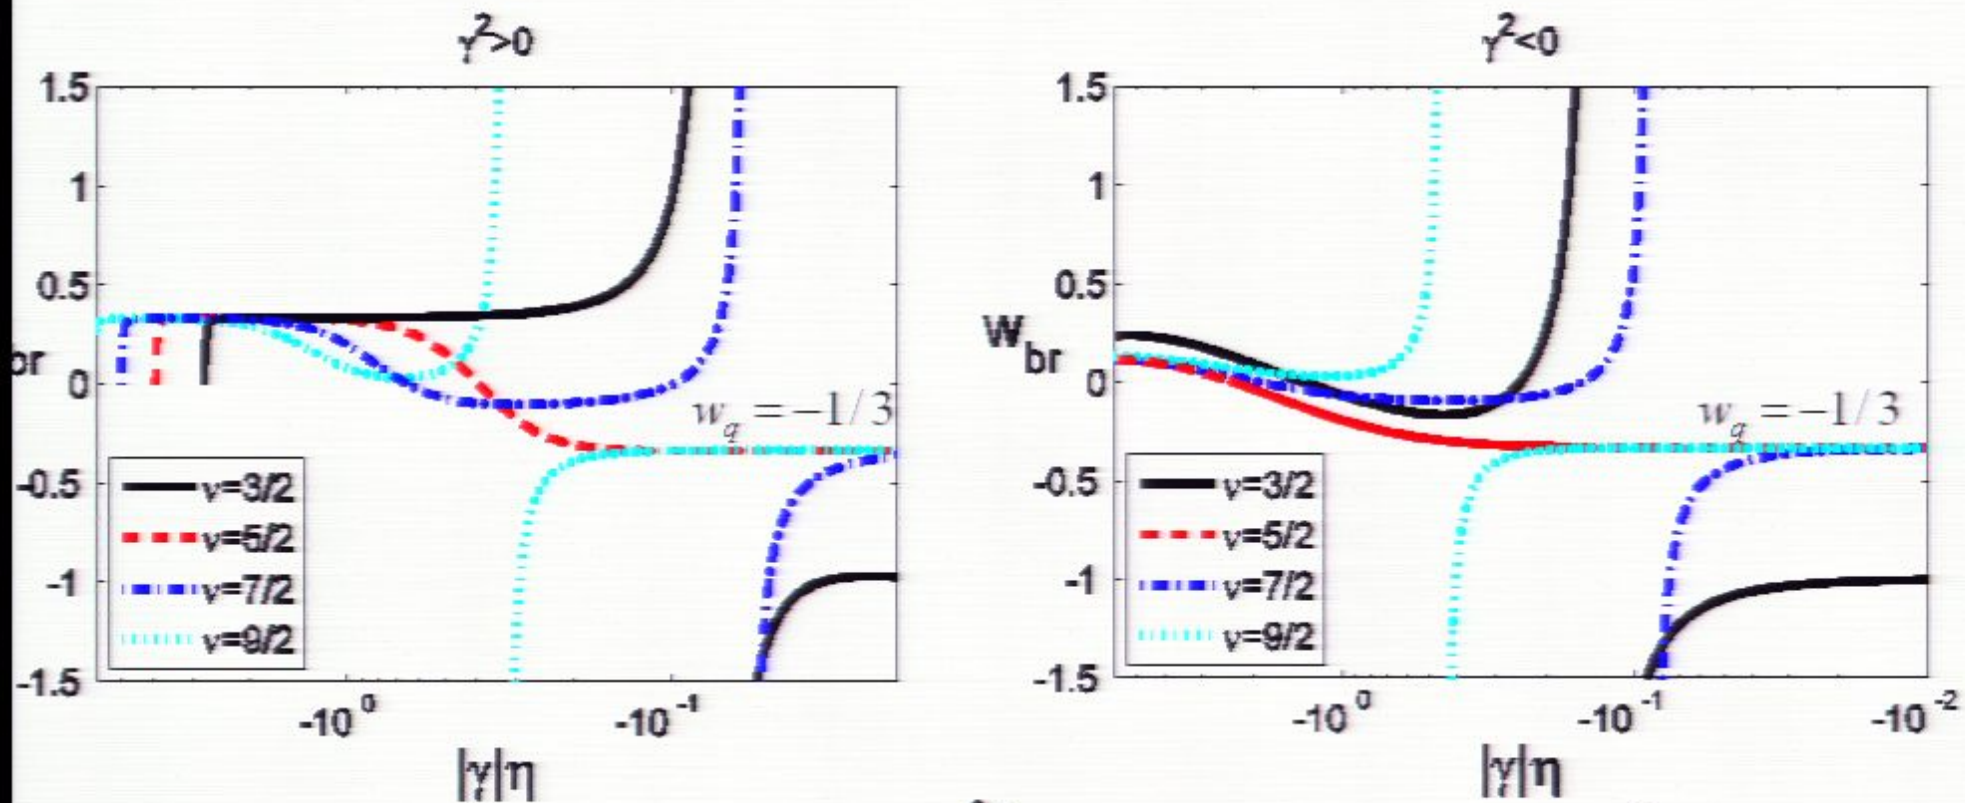 γ²>0
1.5
1
0.5
br
0
-0.5
-1
-1.5
w_q = −1/3
ν=3/2
ν=5/2
ν=7/2
ν=9/2
-10⁰
-10⁻¹
|γ|η
γ²<0
1.5
1
0.5
W_br
0
-0.5
-1
-1.5
w_q = −1/3
ν=3/2
ν=5/2
ν=7/2
ν=9/2
-10⁰
-10⁻¹
-10⁻²
|γ|η